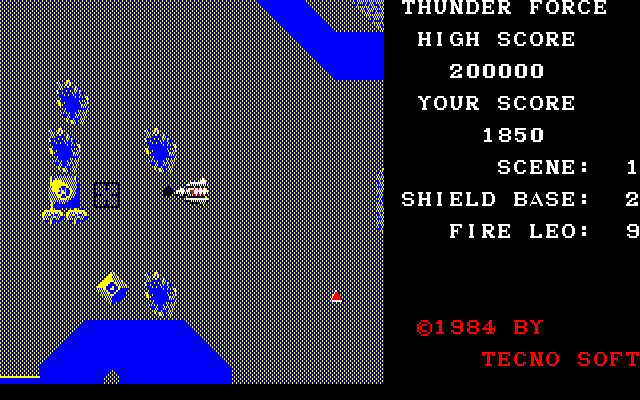 THUNDER FORCE
HIGH SCORE
200000
YOUR SCORE
1850
SCENE: 1
SHIELD BASE: 2
FIRE LEO: 9
©1984 BY
TECNO SOFT